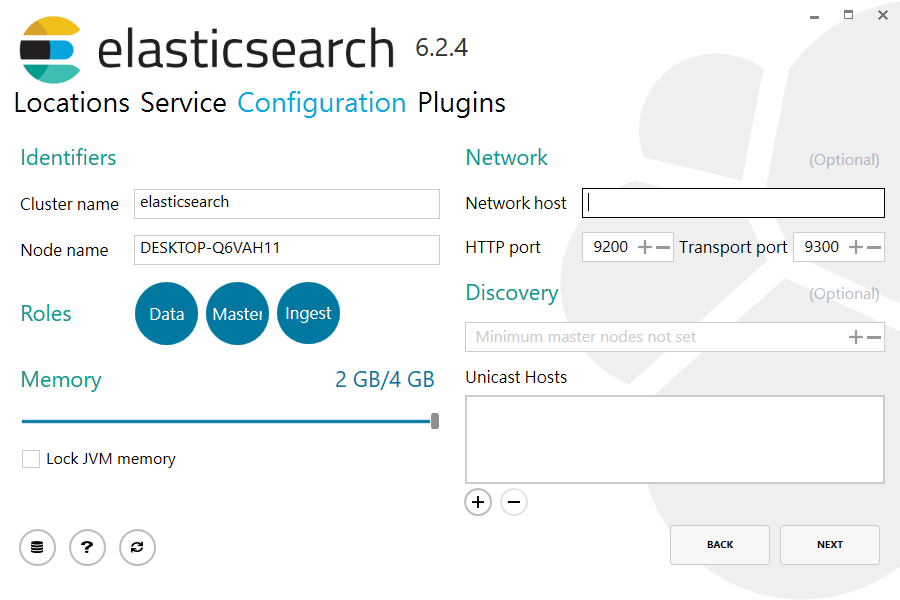 elasticsearch 6.2.4
Locations Service Configuration Plugins
Identifiers
Cluster name elasticsearch
Node name DESKTOP-Q6VAH11
Roles Data Master Ingest
Memory 2 GB/4 GB
Lock JVM memory
Network (Optional)
Network host
HTTP port 9200 Transport port 9300
Discovery (Optional)
Minimum master nodes not set
Unicast Hosts
BACK NEXT